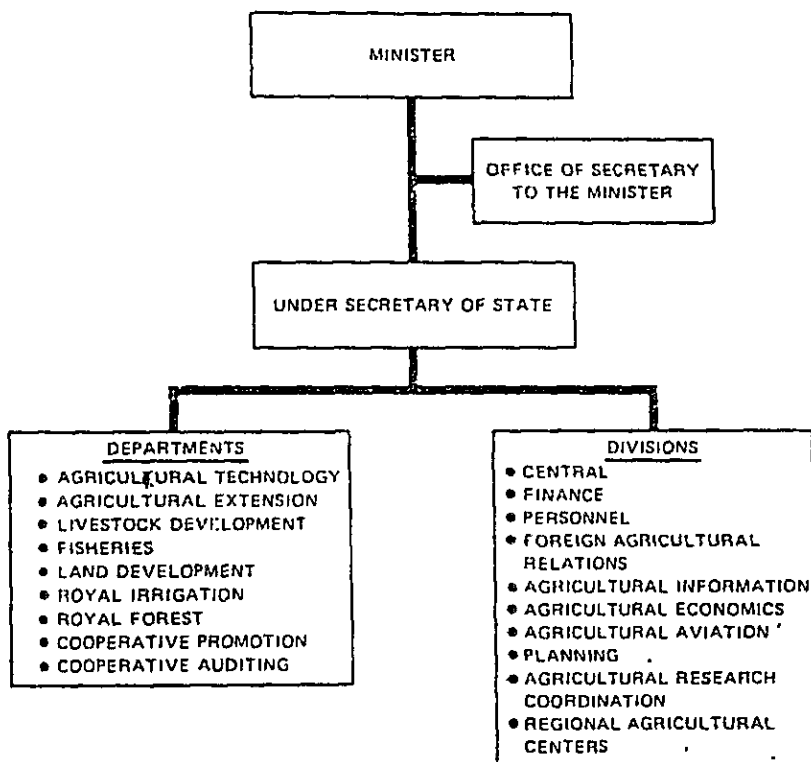 MINISTER
OFFICE OF SECRETARY
TO THE MINISTER
UNDER SECRETARY OF STATE
DEPARTMENTS
• AGRICULTURAL TECHNOLOGY
• AGRICULTURAL EXTENSION
• LIVESTOCK DEVELOPMENT
• FISHERIES
• LAND DEVELOPMENT
• ROYAL IRRIGATION
• ROYAL FOREST
• COOPERATIVE PROMOTION
• COOPERATIVE AUDITING
DIVISIONS
• CENTRAL
• FINANCE
• PERSONNEL
• FOREIGN AGRICULTURAL
RELATIONS
• AGRICULTURAL INFORMATION
• AGRICULTURAL ECONOMICS
• AGRICULTURAL AVIATION
• PLANNING
• AGRICULTURAL RESEARCH
COORDINATION
• REGIONAL AGRICULTURAL
CENTERS